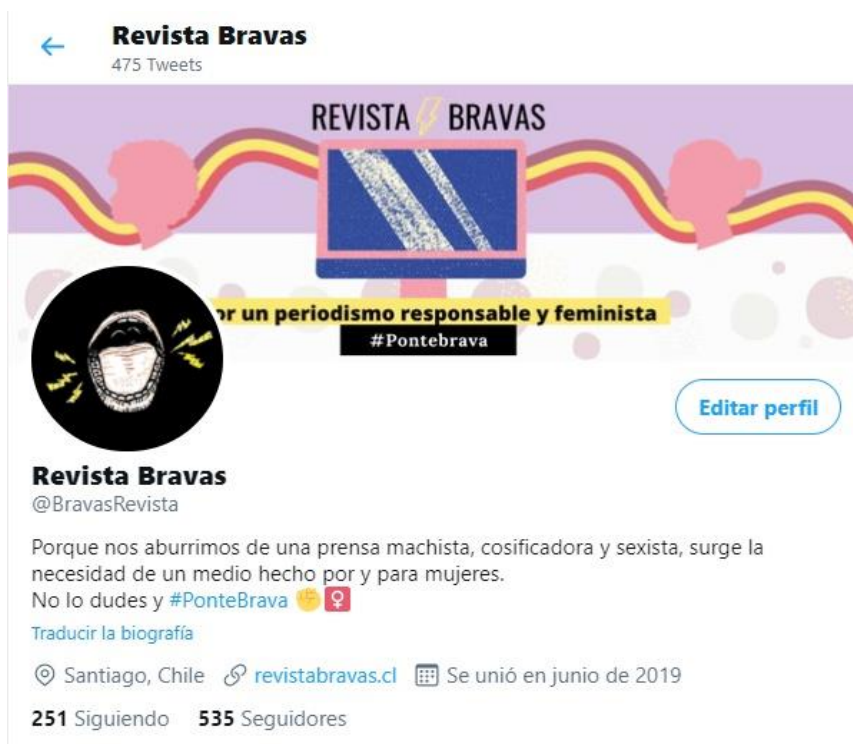 Revista Bravas
475 Tweets
REVISTA BRAVAS
or un periodismo responsable y feminista
#Pontebrava
Editar perfil
Revista Bravas
@BravasRevista
Porque nos aburrimos de una prensa machista, cosificadora y sexista, surge la
necesidad de un medio hecho por y para mujeres.
No lo dudes y #PonteBrava ✊♀
Traducir la biografía
Santiago, Chile revistabravas.cl Se unió en junio de 2019
251 Siguiendo 535 Seguidores